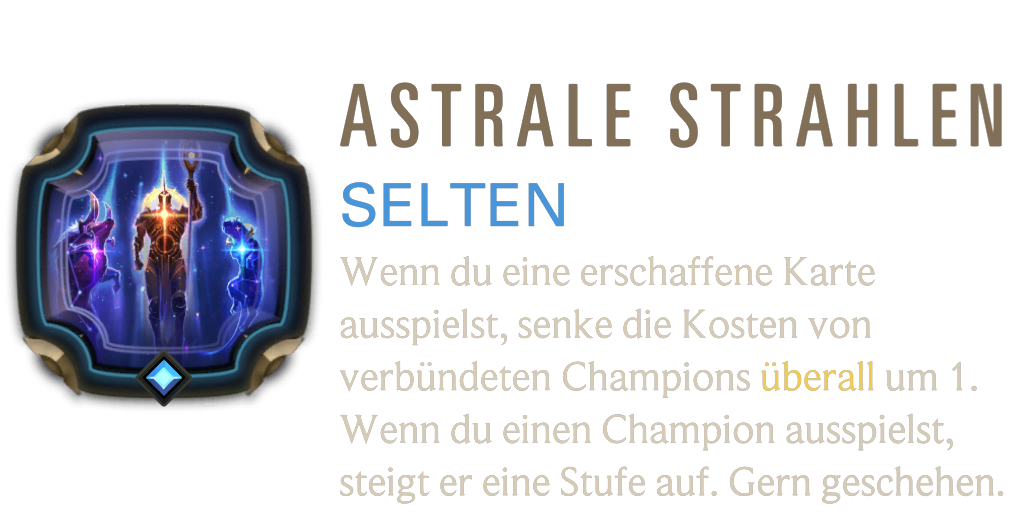 ASTRALE STRAHLEN
SELTEN
Wenn du eine erschaffene Karte
ausspielst, senke die Kosten von
verbündeten Champions überall um 1.
Wenn du einen Champion ausspielst,
steigt er eine Stufe auf. Gern geschehen.